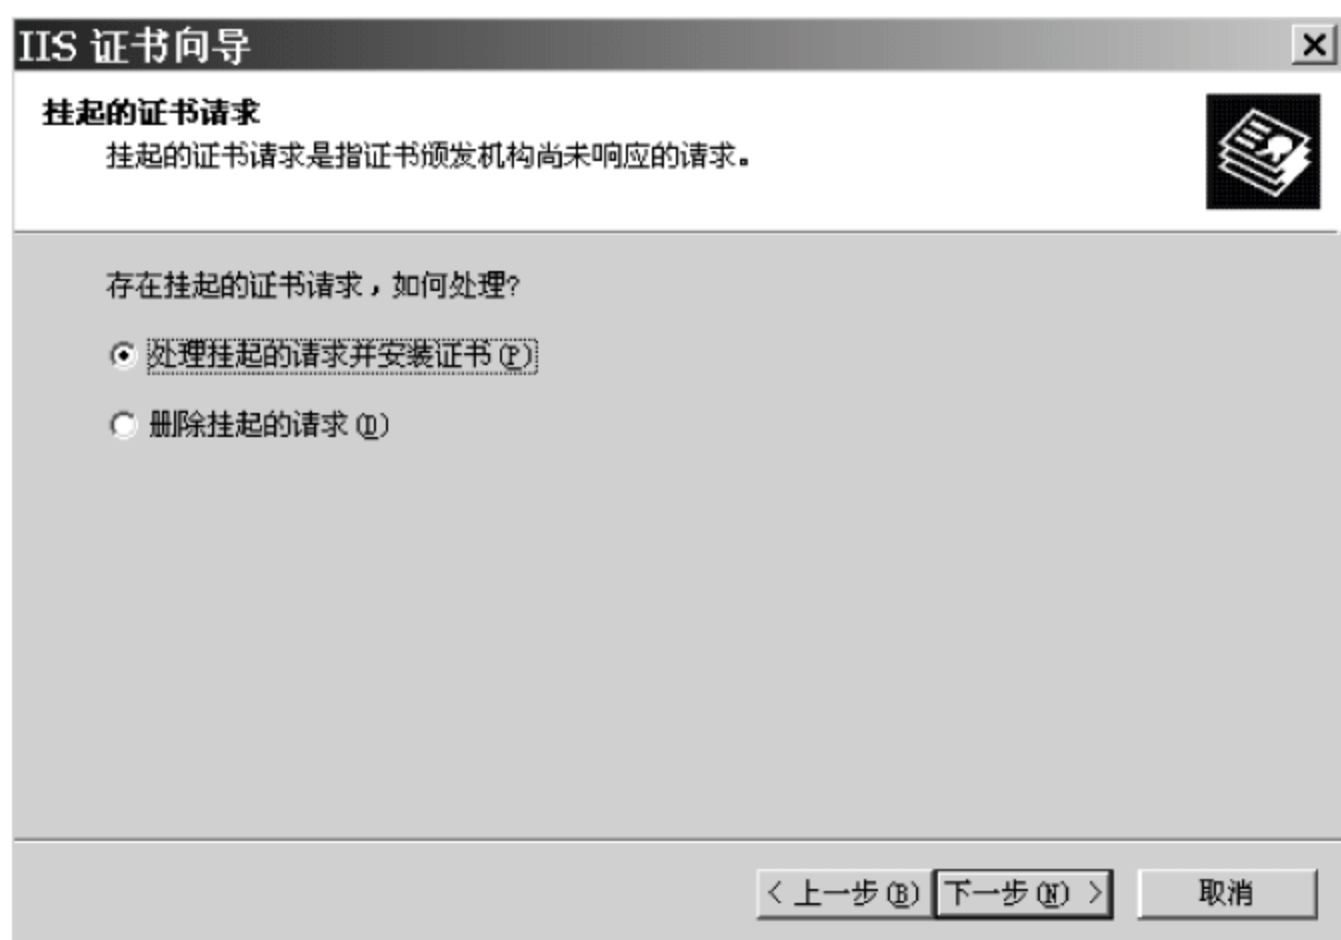 IIS 证书向导
挂起的证书请求
挂起的证书请求是指证书颁发机构尚未响应的请求。
存在挂起的证书请求，如何处理?
处理挂起的请求并安装证书(P)
删除挂起的请求(D)
< 上一步(B) 下一步(N) > 取消